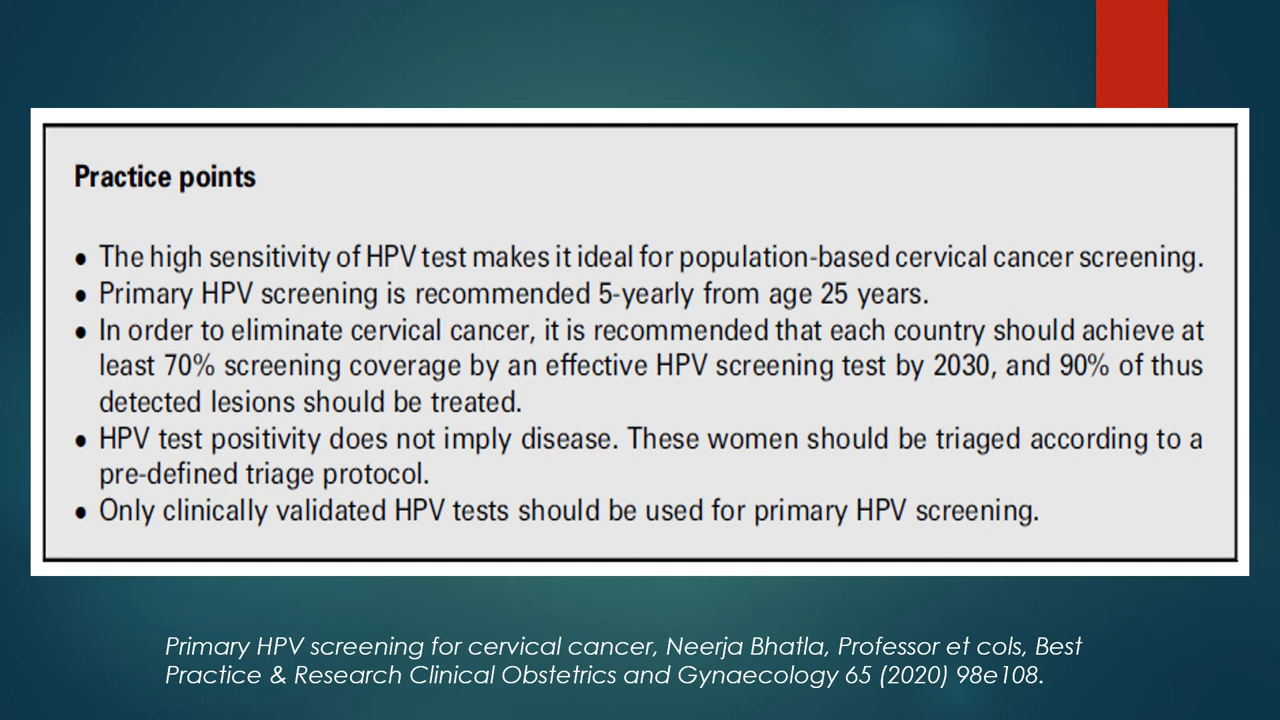 Practice points
• The high sensitivity of HPV test makes it ideal for population-based cervical cancer screening.
• Primary HPV screening is recommended 5-yearly from age 25 years.
• In order to eliminate cervical cancer, it is recommended that each country should achieve at
least 70% screening coverage by an effective HPV screening test by 2030, and 90% of thus
detected lesions should be treated.
• HPV test positivity does not imply disease. These women should be triaged according to a
pre-defined triage protocol.
• Only clinically validated HPV tests should be used for primary HPV screening.
Primary HPV screening for cervical cancer, Neerja Bhatla, Professor et cols, Best
Practice & Research Clinical Obstetrics and Gynaecology 65 (2020) 98e108.